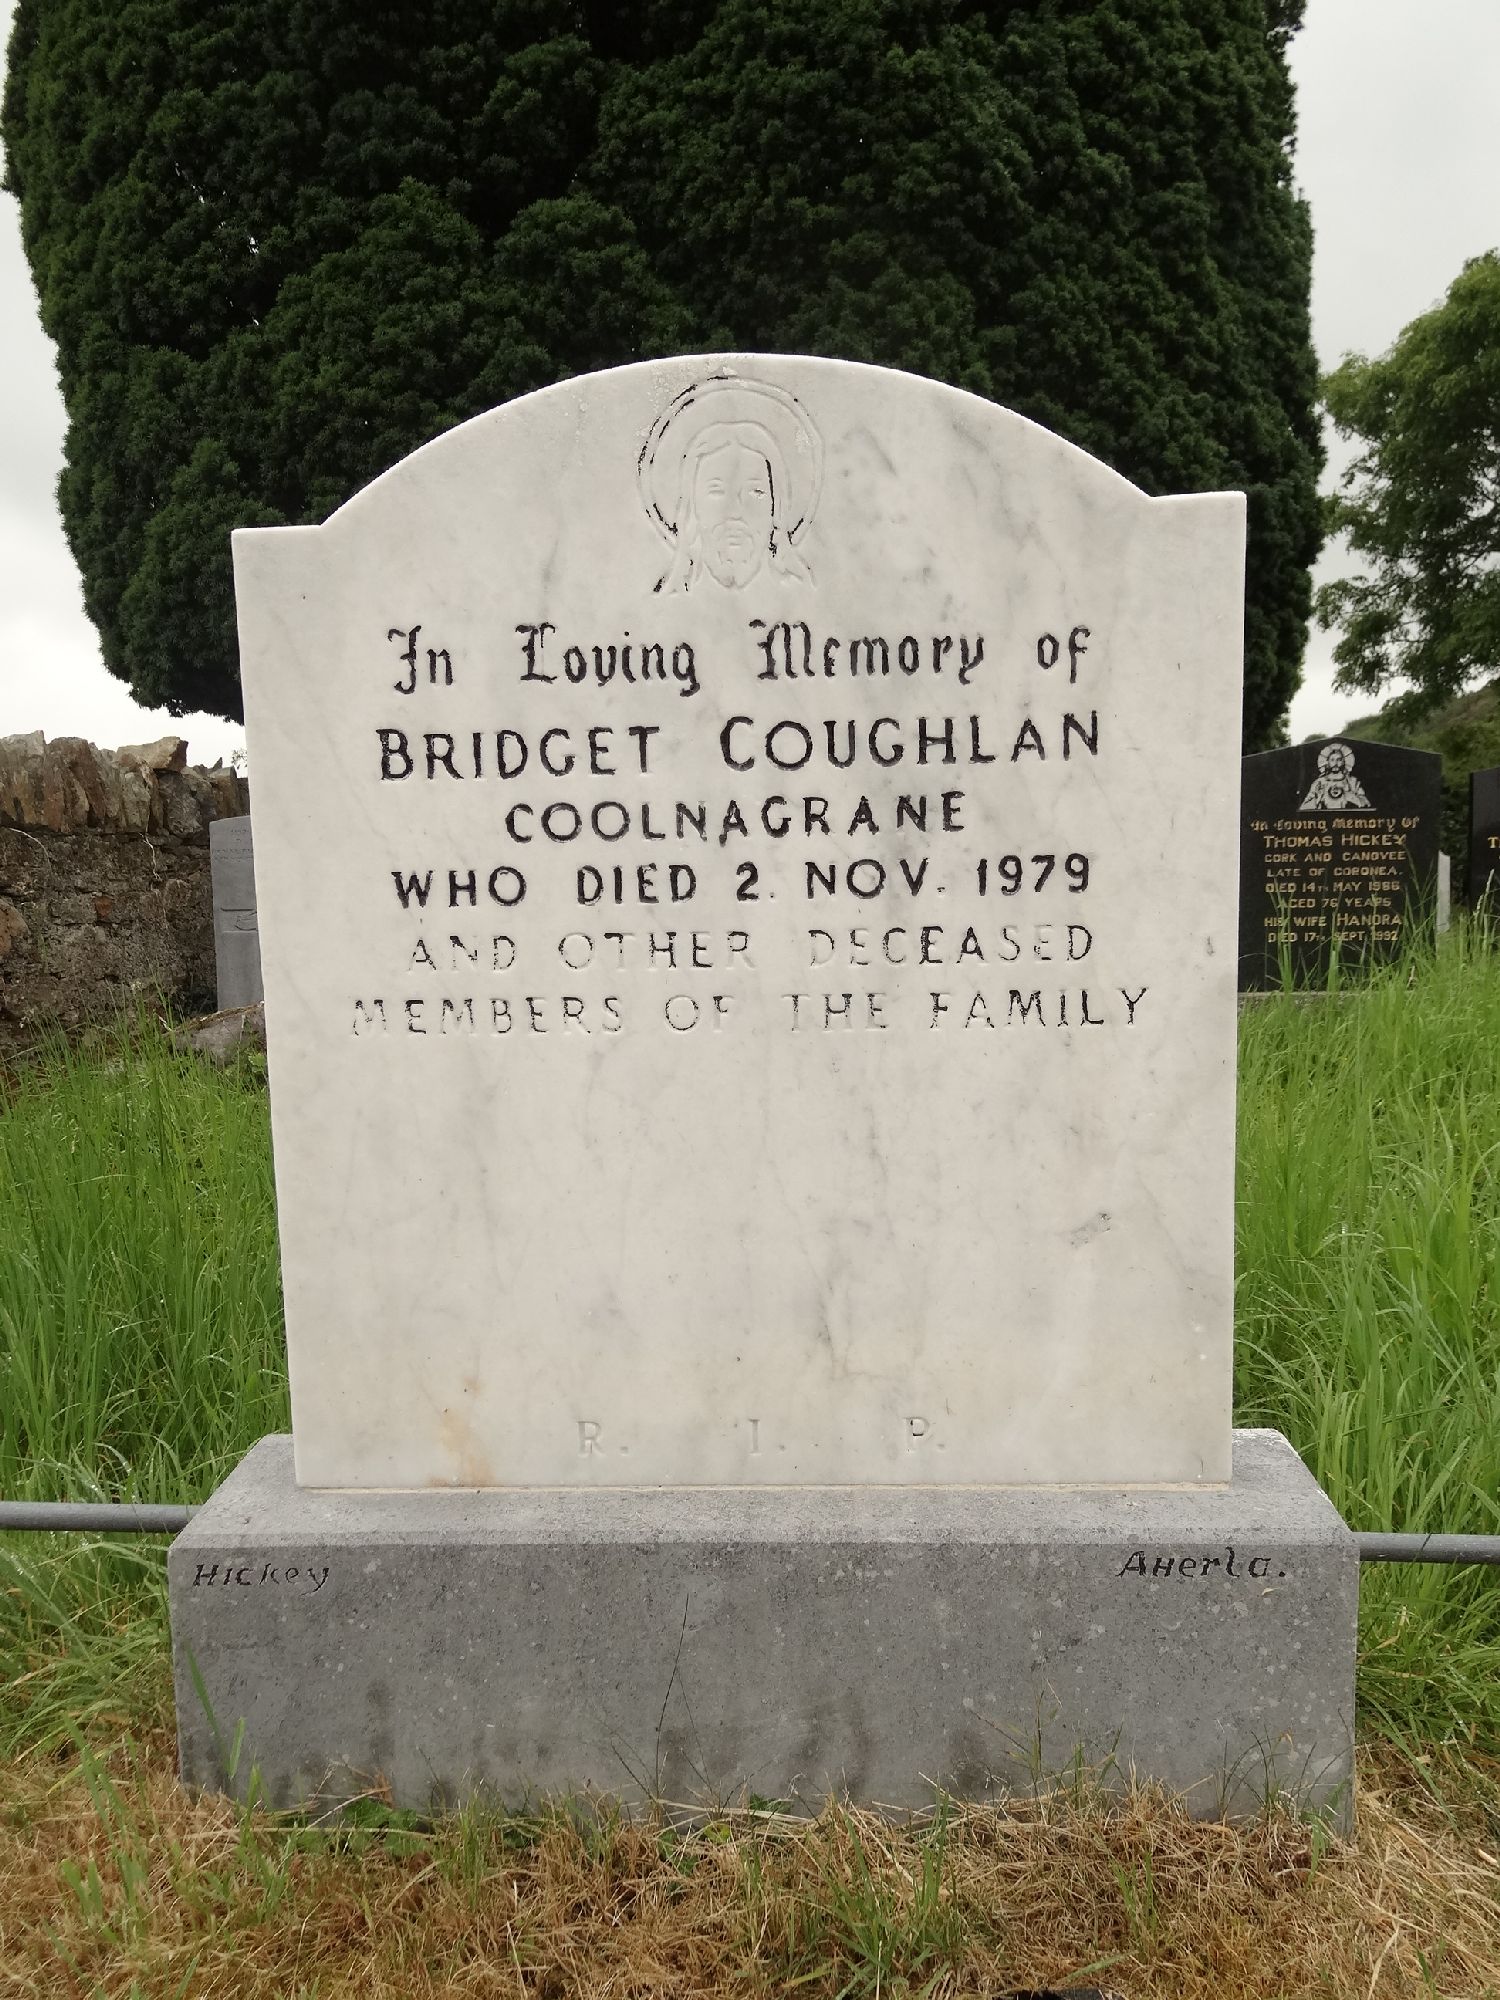 In Loving Memory of
BRIDGET COUGHLAN
COOLNAGRANE
WHO DIED 2. NOV. 1979
AND OTHER DECEASED
MEMBERS OF THE FAMILY
R. I. P.
Hickey Aherla.
In Loving Memory of
THOMAS HICKEY
CORK AND CANOVEE
LATE OF CORONEA.
DIED 14TH MAY 1986
AGED 76 YEARS
HIS WIFE HANORA
DIED 17TH SEPT. 1992